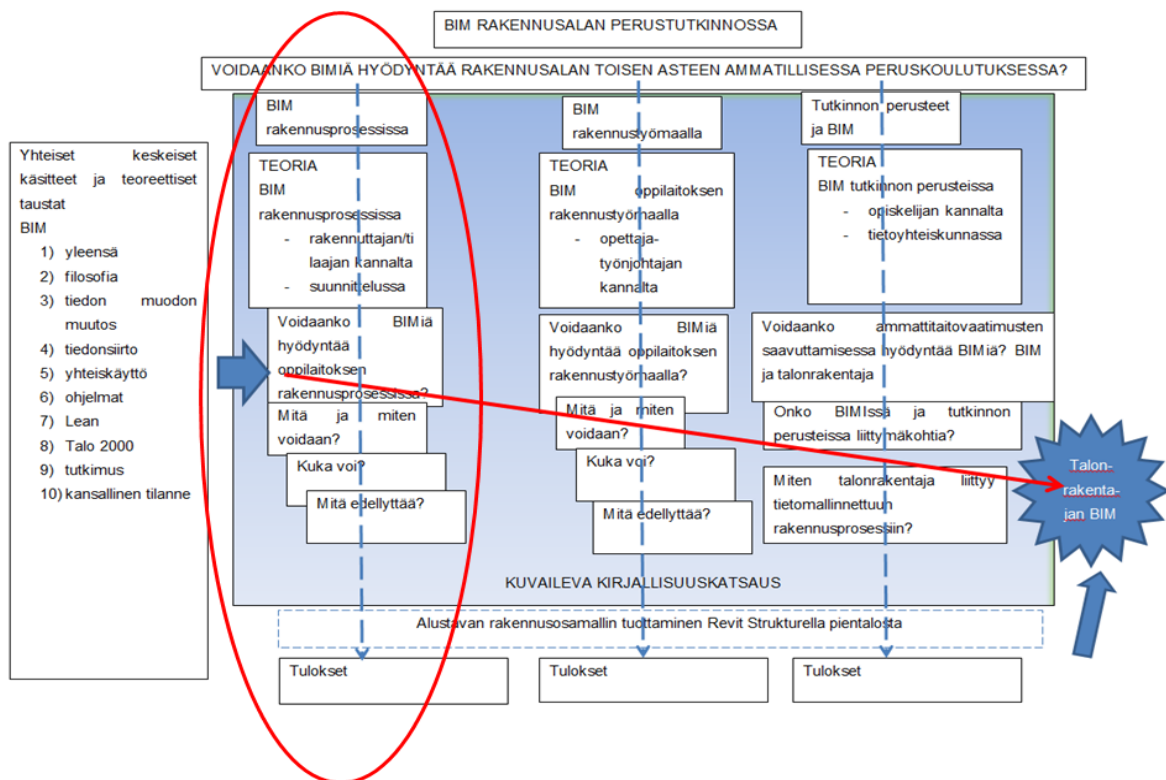 BIM RAKENNUSALAN PERUSTUTKINNOSSA
VOIDAANKO BIMIÄ HYÖDYNTÄÄ RAKENNUSALAN TOISEN ASTEEN AMMATILLISESSA PERUSKOULUTUKSESSA?
Yhteiset keskeiset
käsitteet ja teoreettiset
taustat
BIM
1) yleensä
2) filosofia
3) tiedon muodon
muutos
4) tiedonsiirto
5) yhteiskäyttö
6) ohjelmat
7) Lean
8) Talo 2000
9) tutkimus
10) kansallinen tilanne
BIM
rakennusprosessissa
TEORIA
BIM
rakennusprosessissa
- rakennuttajan/ti
laajan kannalta
- suunnittelussa
Voidaanko BIMiä
hyödyntää
oppilaitoksen
rakennusprosessissa?
Mitä ja miten
voidaan?
Kuka voi?
Mitä edellyttää?
BIM
rakennustyömaalla
TEORIA
BIM oppilaitoksen
rakennustyömaalla
- opettaja-
työnjohtajan
kannalta
Voidaanko BIMiä
hyödyntää oppilaitoksen
rakennustyömaalla?
Mitä ja miten
voidaan?
Kuka voi?
Mitä edellyttää?
Tutkinnon perusteet
ja BIM
TEORIA
BIM tutkinnon perusteissa
- opiskelijan kannalta
- tietoyhteiskunnassa
Voidaanko ammattitaitovaatimusten
saavuttamisessa hyödyntää BIMiä? BIM
ja talonrakentaja
Onko BIMIssä ja tutkinnon
perusteissa liittymäkohtia?
Miten talonrakentaja liittyy
tietomallinnettuun
rakennusprosessiin?
Talon-
rakenta-
jan BIM
KUVAILEVA KIRJALLISUUSKATSAUS
Alustavan rakennusosamallin tuottaminen Revit Strukturella pientalosta
Tulokset
Tulokset
Tulokset